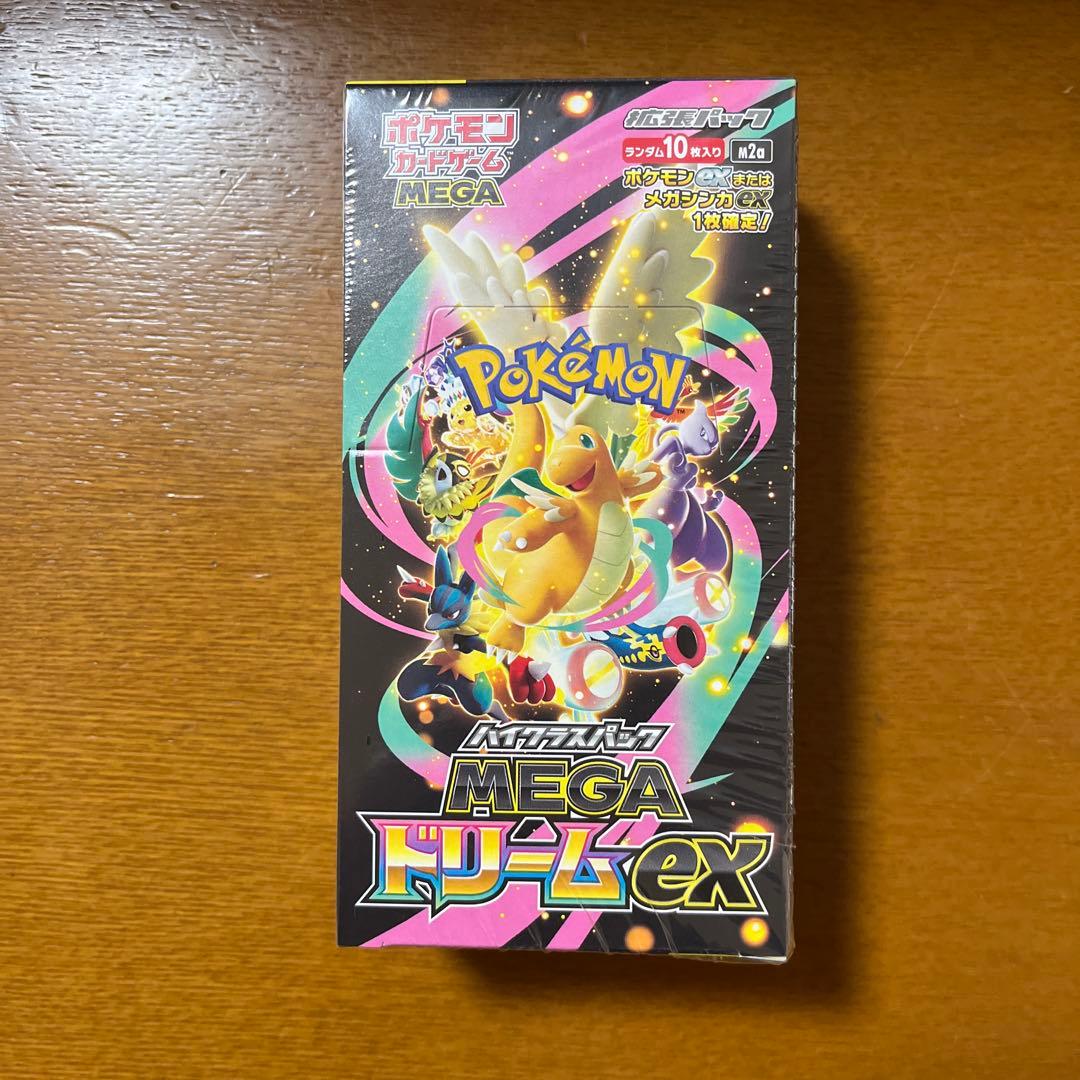 ポケモン
カードゲーム™
MEGA
拡張パック
ランダム10枚入り
M2a
ポケモンexまたは
メガシンカex
1枚確定!
POKéMON™
ハイクラスパック
MEGA
ドリームex